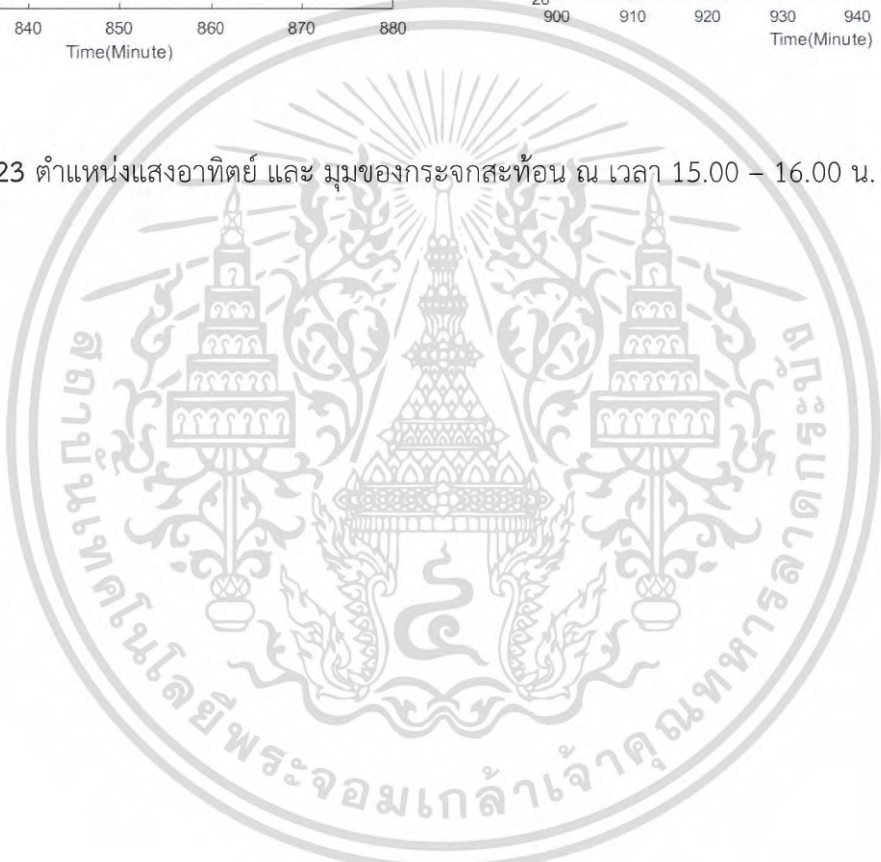 840 850 860 870 880
Time(Minute)
20
900 910 920 930 940
Time(Minute)
23 ตำแหน่งแสงอาทิตย์ และ มุมของกระจกสะท้อน ณ เวลา 15.00 – 16.00 น.
สถาบันเทคโนโลยีพระจอมเกล้าเจ้าคุณทหารลาดกระบัง